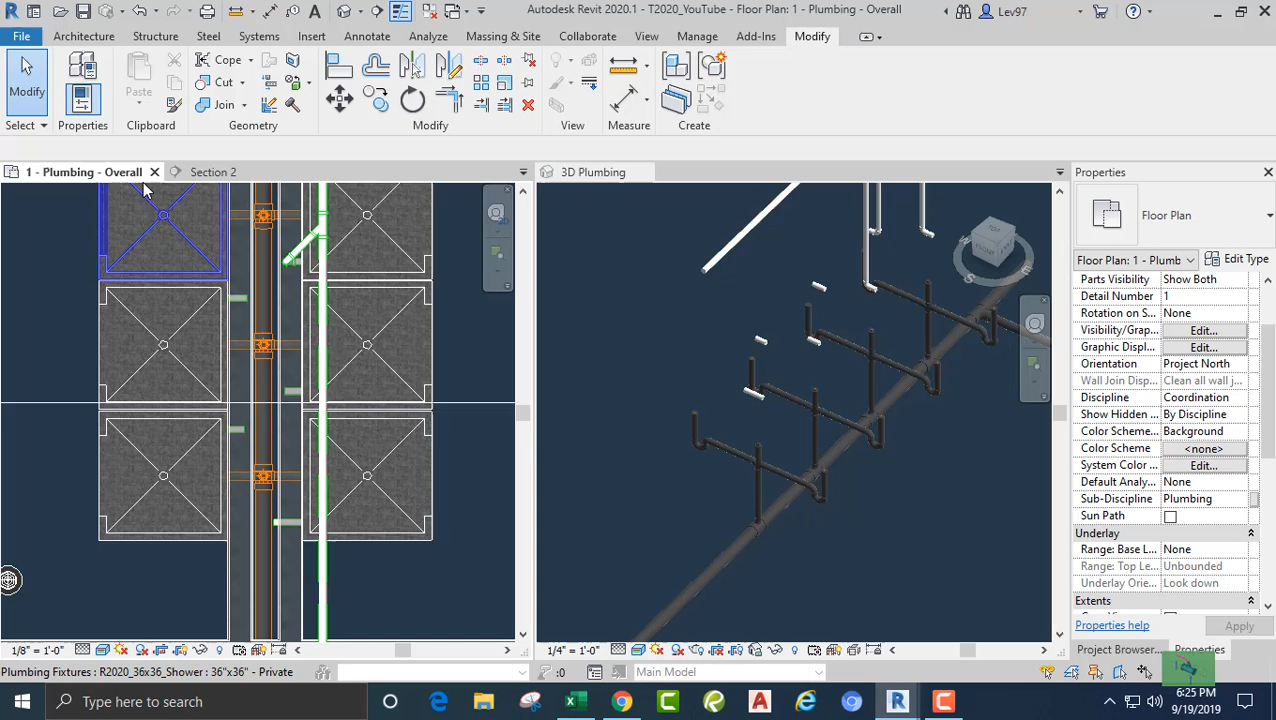 Autodesk Revit 2020.1 - T2020_YouTube - Floor Plan: 1 - Plumbing - Overall
Lev97
File Architecture Structure Steel Systems Insert Annotate Analyze Massing & Site Collaborate View Manage Add-Ins Modify
Modify
Paste
Cope
Cut
Join
Select Properties Clipboard Geometry Modify View Measure Create
1 - Plumbing - Overall
Section 2
3D Plumbing
Properties
Floor Plan
Floor Plan: 1 - Plumb
Edit Type
Parts Visibility Show Both
Detail Number 1
Rotation on S... None
Visibility/Grap... Edit...
Graphic Displ... Edit...
Orientation Project North
Wall Join Disp... Clean all wall j...
Discipline Coordination
Show Hidden ... By Discipline
Color Scheme... Background
Color Scheme <none>
System Color ... Edit...
Default Analy... None
Sub-Discipline Plumbing
Sun Path
Underlay
Range: Base L... None
Range: Top Le... Unbounded
Underlay Orie... Look down
Extents
Properties help
Apply
1/8" = 1'-0"
1/4" = 1'-0"
Project Browser...
Properties
Plumbing Fixtures : R2020_36x36_Shower : 36"x36" - Private
:0
Main Model
Type here to search
6:25 PM
9/19/2019